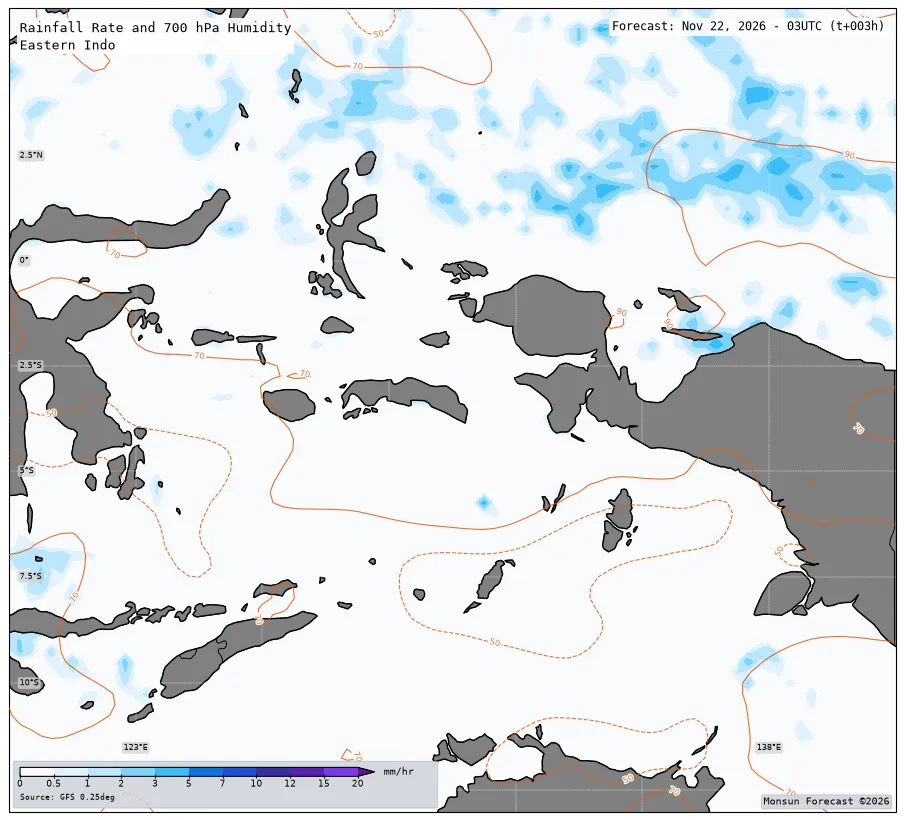 Rainfall Rate and 700 hPa Humidity
Eastern Indo
Forecast: Nov 22, 2026 - 03UTC (t+003h)
50
70
90
2.5°N
70
0°
90
90
70
2.5°S
70
50
70
5°S
50
7.5°S
70
50
10°S
123°E
138°E
70
50
70
70
0 0.5 1 2 3 5 7 10 12 15 20 mm/hr
Source: GFS 0.25deg
Monsun Forecast ©2026